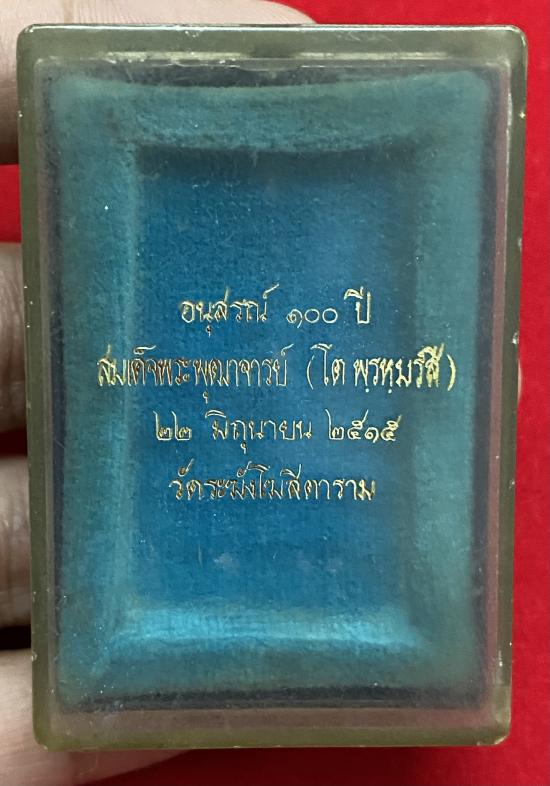 อนุสรณ์ ๑๐๐ ปี
สมเด็จพระพุฒาจารย์ (โต พฺรหฺมรํสี)
๒๒ มิถุนายน ๒๕๑๕
วัดระฆังโฆสิตาราม